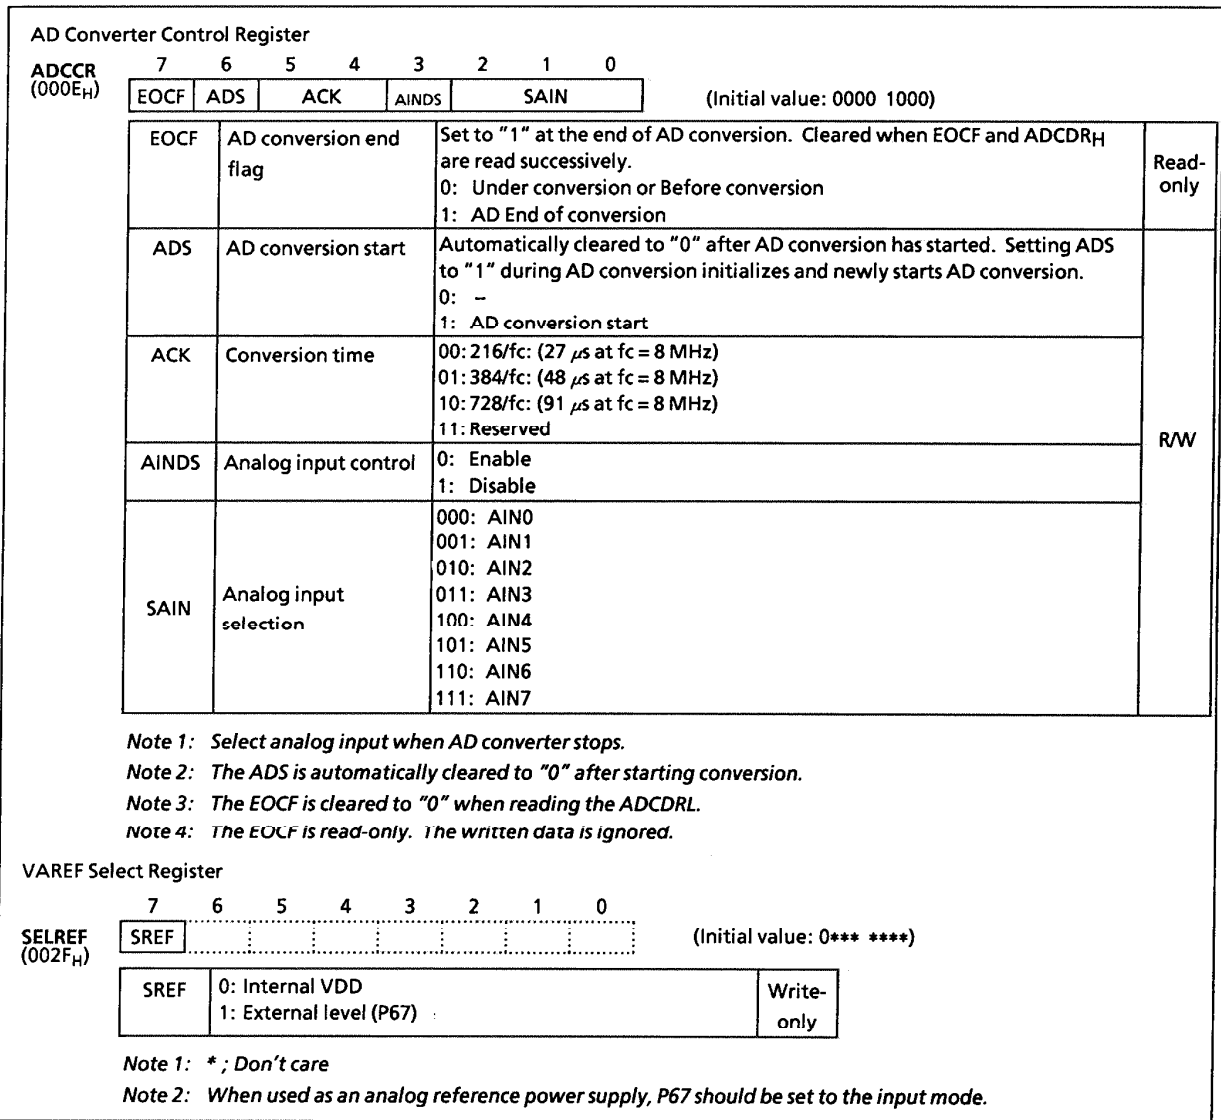 AD Converter Control Register
ADCCR
(000EH)
7 6 5 4 3 2 1 0
EOCF ADS ACK AINDS SAIN
(Initial value: 0000 1000)
EOCF
AD conversion end
flag
Set to "1" at the end of AD conversion. Cleared when EOCF and ADCDRH
are read successively.
0: Under conversion or Before conversion
1: AD End of conversion
Read-
only
ADS
AD conversion start
Automatically cleared to "0" after AD conversion has started. Setting ADS
to "1" during AD conversion initializes and newly starts AD conversion.
0: –
1: AD conversion start
ACK
Conversion time
00: 216/fc: (27 μs at fc = 8 MHz)
01: 384/fc: (48 μs at fc = 8 MHz)
10: 728/fc: (91 μs at fc = 8 MHz)
11: Reserved
R/W
AINDS
Analog input control
0: Enable
1: Disable
SAIN
Analog input
selection
000: AIN0
001: AIN1
010: AIN2
011: AIN3
100: AIN4
101: AIN5
110: AIN6
111: AIN7
Note 1: Select analog input when AD converter stops.
Note 2: The ADS is automatically cleared to "0" after starting conversion.
Note 3: The EOCF is cleared to "0" when reading the ADCDRL.
Note 4: The EOCF is read-only. The written data is ignored.
VAREF Select Register
SELREF
(002FH)
7 6 5 4 3 2 1 0
SREF
(Initial value: 0*** ****)
SREF
0: Internal VDD
1: External level (P67)
Write-
only
Note 1: * ; Don't care
Note 2: When used as an analog reference power supply, P67 should be set to the input mode.